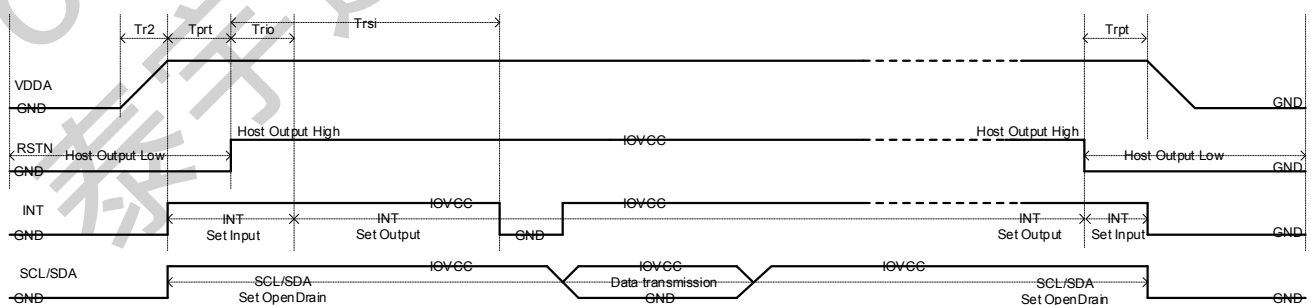 Trsi
Tr2 Tprt Trio Trpt
VDDA
GND GND
Host Output High IOVCC Host Output High
RSTN
Host Output Low Host Output Low
GND GND
INT IOVCC IOVCC
INT INT INT INT
Set Input Set Output Set Output Set Input
GND GND GND
SCL/SDA IOVCC IOVCC IOVCC
SCL/SDA Data transmission SCL/SDA
Set OpenDrain Set OpenDrain
GND GND GND